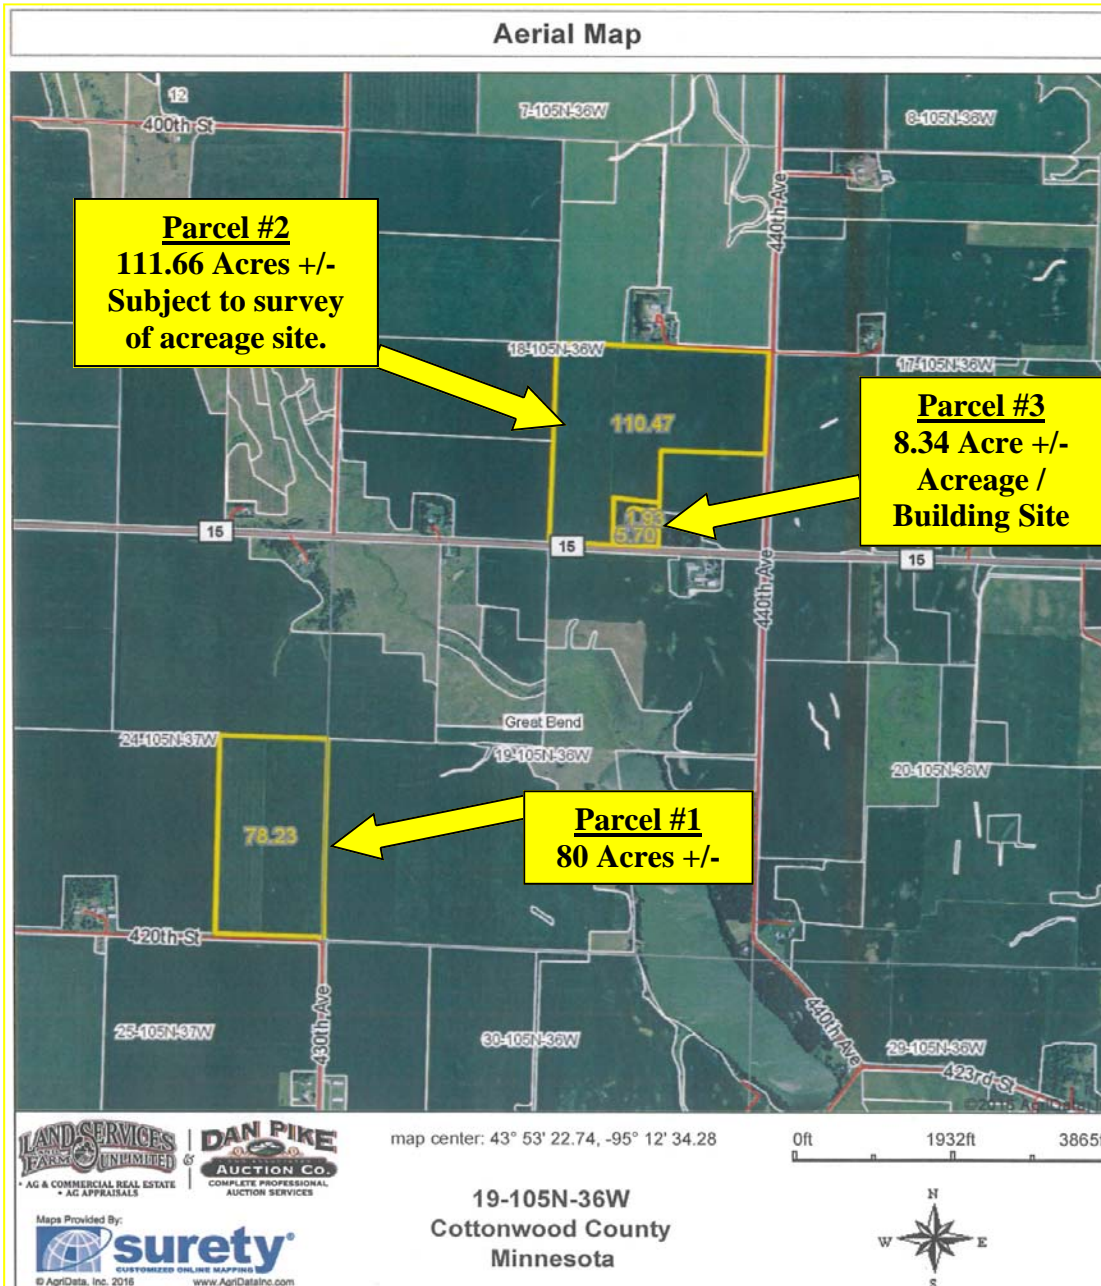 Aerial Map
12
400th St
7-105N-36W
8-105N-36W
440th Ave
Parcel #2
111.66 Acres +/-
Subject to survey
of acreage site.
18-105N-36W
17-105N-36W
110.47
Parcel #3
8.34 Acre +/-
Acreage /
Building Site
1.93
5.70
15
15
15
440th Ave
Great Bend
24-105N-37W
19-105N-36W
20-105N-36W
78.23
Parcel #1
80 Acres +/-
420th St
430th Ave
440th Ave
25-105N-37W
30-105N-36W
29-105N-36W
423rd St
LAND SERVICES
FARM UNLIMITED
• AG & COMMERCIAL REAL ESTATE
• AG APPRAISALS
&
DAN PIKE
AUCTION CO.
COMPLETE PROFESSIONAL
AUCTION SERVICES
map center: 43° 53' 22.74, -95° 12' 34.28
0ft 1932ft 3865f
19-105N-36W
Cottonwood County
Minnesota
N
W E
S
Maps Provided By:
surety®
CUSTOMIZED ONLINE MAPPING
© AgriData, Inc. 2016 www.AgriDataInc.com